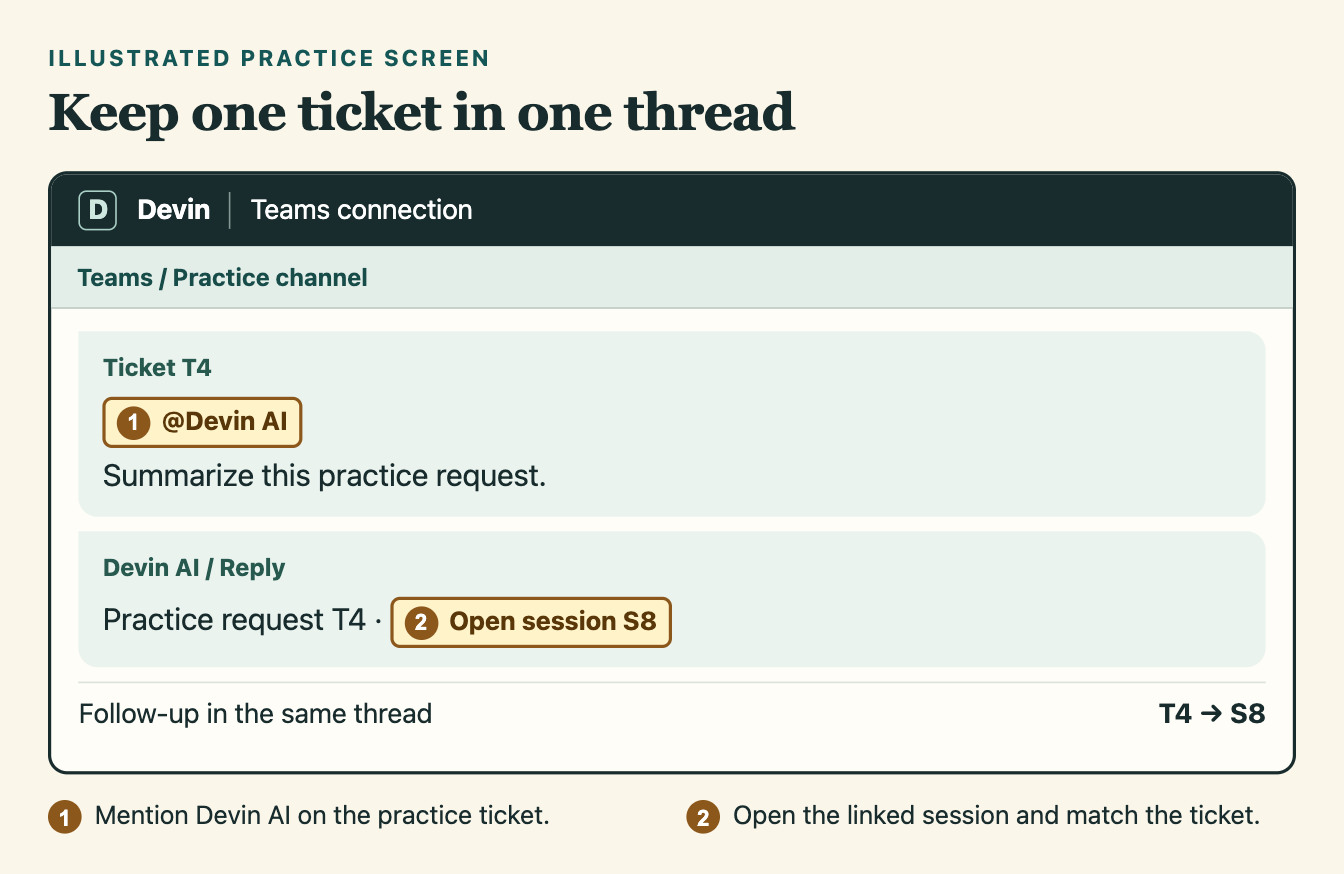 ILLUSTRATED PRACTICE SCREEN
Keep one ticket in one thread
D Devin Teams connection
Teams / Practice channel
Ticket T4
1 @Devin AI
Summarize this practice request.
Devin AI / Reply
Practice request T4 · 2 Open session S8
Follow-up in the same thread T4 → S8
1 Mention Devin AI on the practice ticket.
2 Open the linked session and match the ticket.